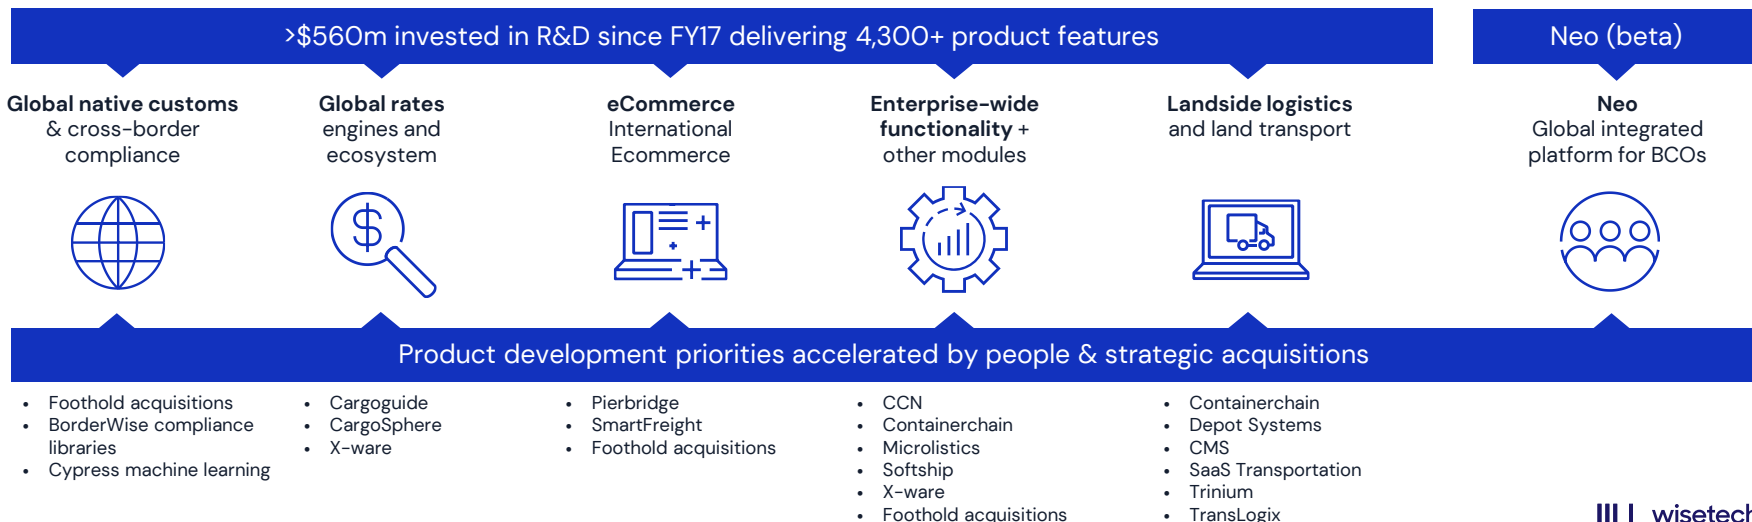 >$560m invested in R&D since FY17 delivering 4,300+ product features
Neo (beta)
Global native customs
& cross-border
compliance
Global rates
engines and
ecosystem
eCommerce
International
Ecommerce
Enterprise-wide
functionality +
other modules
Landside logistics
and land transport
Neo
Global integrated
platform for BCOs
$
Product development priorities accelerated by people & strategic acquisitions
• Foothold acquisitions
• BorderWise compliance
libraries
• Cypress machine learning
• Cargoguide
• CargoSphere
• X-ware
• Pierbridge
• SmartFreight
• Foothold acquisitions
• CCN
• Containerchain
• Microlistics
• Softship
• X-ware
• Foothold acquisitions
• Containerchain
• Depot Systems
• CMS
• SaaS Transportation
• Trinium
• TransLogix
wisetech